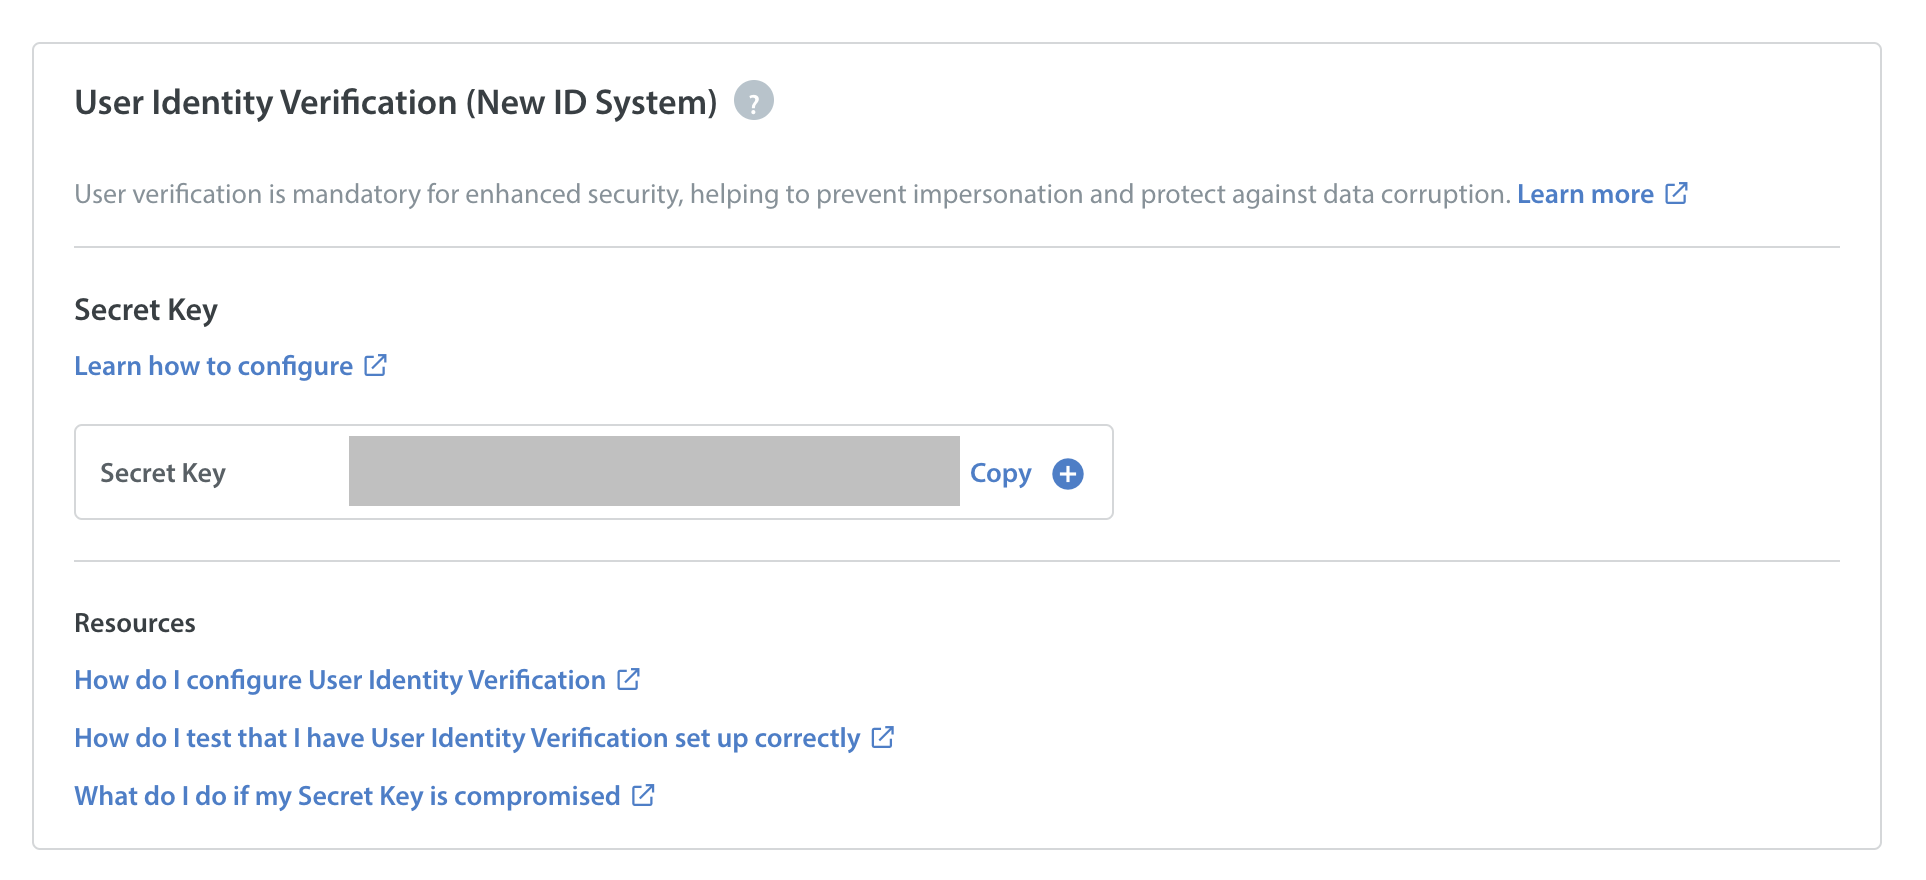 User Identity Verification (New ID System) ?
User verification is mandatory for enhanced security, helping to prevent impersonation and protect against data corruption. Learn more
Secret Key
Learn how to configure
Secret Key Copy
Resources
How do I configure User Identity Verification
How do I test that I have User Identity Verification set up correctly
What do I do if my Secret Key is compromised